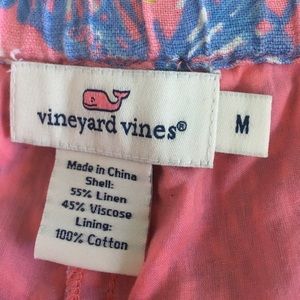 vineyard vines®
M
Made in China
Shell:
55% Linen
45% Viscose
Lining:
100% Cotton